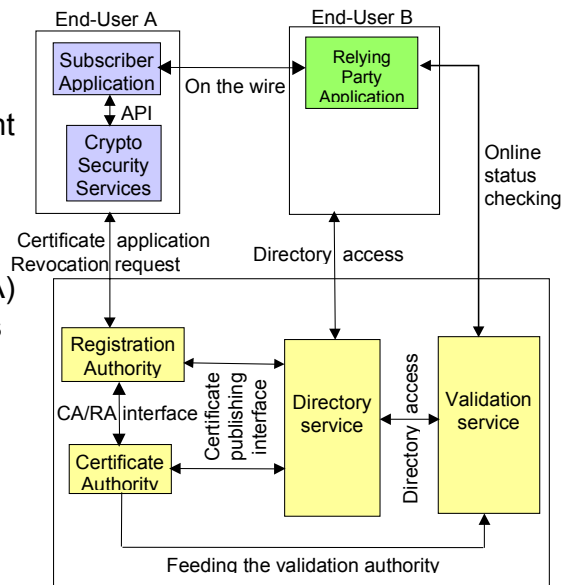 End-User A
End-User B
Subscriber
Application
On the wire
Relying
Party
Application
API
Crypto
Security
Services
nt
Online
status
checking
Certificate application
Revocation request
Directory access
A)
s
Registration
Authority
CA/RA interface
Certificate
Authority
Certificate
publishing
interface
Directory
service
Directory access
Validation
service
Feeding the validation authority